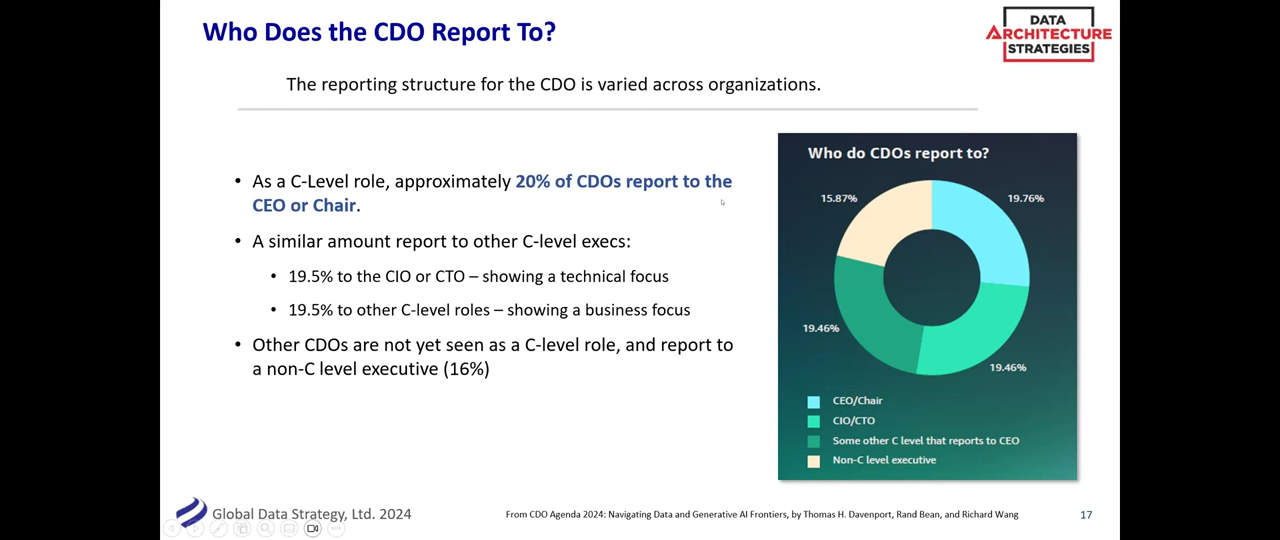 Who Does the CDO Report To?
DATA
ARCHITECTURE
STRATEGIES
The reporting structure for the CDO is varied across organizations.
• As a C-Level role, approximately 20% of CDOs report to the
CEO or Chair.
• A similar amount report to other C-level execs:
• 19.5% to the CIO or CTO – showing a technical focus
• 19.5% to other C-level roles – showing a business focus
• Other CDOs are not yet seen as a C-level role, and report to
a non-C level executive (16%)
Who do CDOs report to?
15.87%
19.76%
19.46%
19.46%
CEO/Chair
CIO/CTO
Some other C level that reports to CEO
Non-C level executive
Global Data Strategy, Ltd. 2024
From CDO Agenda 2024: Navigating Data and Generative AI Frontiers, by Thomas H. Davenport, Rand Bean, and Richard Wang
17